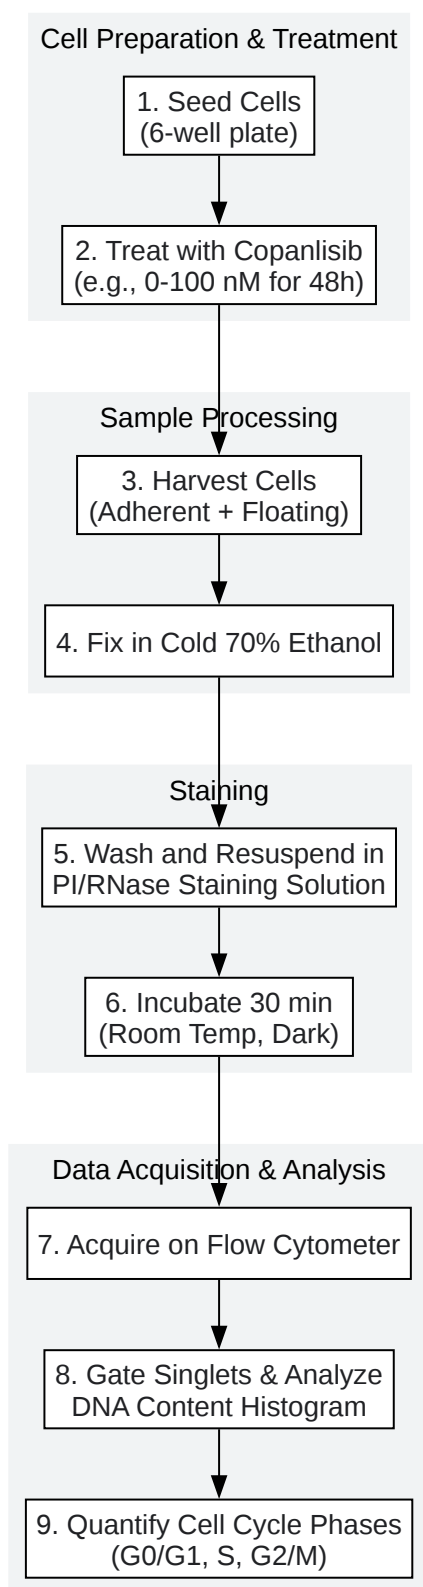 Cell Preparation & Treatment
1. Seed Cells
(6-well plate)
2. Treat with Copanlisib
(e.g., 0-100 nM for 48h)
Sample Processing
3. Harvest Cells
(Adherent + Floating)
4. Fix in Cold 70% Ethanol
Staining
5. Wash and Resuspend in
PI/RNase Staining Solution
6. Incubate 30 min
(Room Temp, Dark)
Data Acquisition & Analysis
7. Acquire on Flow Cytometer
8. Gate Singlets & Analyze
DNA Content Histogram
9. Quantify Cell Cycle Phases
(G0/G1, S, G2/M)